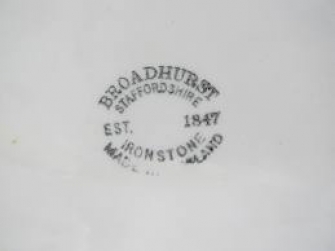 BROADHURST
STAFFORDSHIRE
EST. 1847
IRONSTONE
MADE